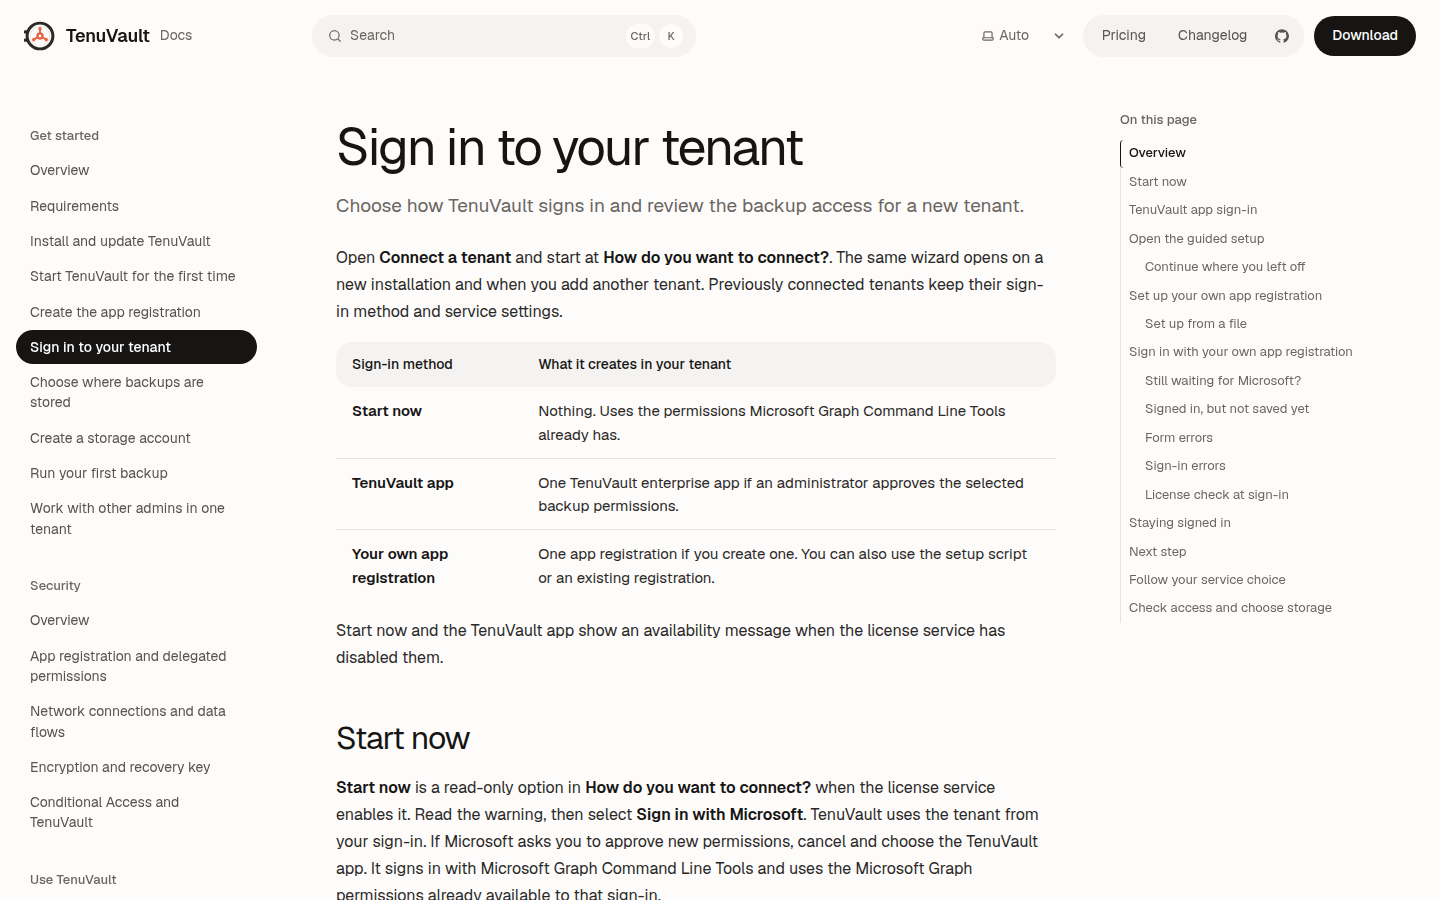 TenuVault Docs
Search
Ctrl K
Auto
Pricing
Changelog
Download
Get started
Overview
Requirements
Install and update TenuVault
Start TenuVault for the first time
Create the app registration
Sign in to your tenant
Choose where backups are
stored
Create a storage account
Run your first backup
Work with other admins in one
tenant
Security
Overview
App registration and delegated
permissions
Network connections and data
flows
Encryption and recovery key
Conditional Access and
TenuVault
Use TenuVault
Sign in to your tenant
Choose how TenuVault signs in and review the backup access for a new tenant.
Open Connect a tenant and start at How do you want to connect?. The same wizard opens on a
new installation and when you add another tenant. Previously connected tenants keep their sign-
in method and service settings.
Sign-in method What it creates in your tenant
Start now Nothing. Uses the permissions Microsoft Graph Command Line Tools
already has.
TenuVault app One TenuVault enterprise app if an administrator approves the selected
backup permissions.
Your own app One app registration if you create one. You can also use the setup script
registration or an existing registration.
Start now and the TenuVault app show an availability message when the license service has
disabled them.
Start now
Start now is a read-only option in How do you want to connect? when the license service
enables it. Read the warning, then select Sign in with Microsoft. TenuVault uses the tenant from
your sign-in. If Microsoft asks you to approve new permissions, cancel and choose the TenuVault
app. It signs in with Microsoft Graph Command Line Tools and uses the Microsoft Graph
permissions already available to that sign-in.
On this page
Overview
Start now
TenuVault app sign-in
Open the guided setup
Continue where you left off
Set up your own app registration
Set up from a file
Sign in with your own app registration
Still waiting for Microsoft?
Signed in, but not saved yet
Form errors
Sign-in errors
License check at sign-in
Staying signed in
Next step
Follow your service choice
Check access and choose storage